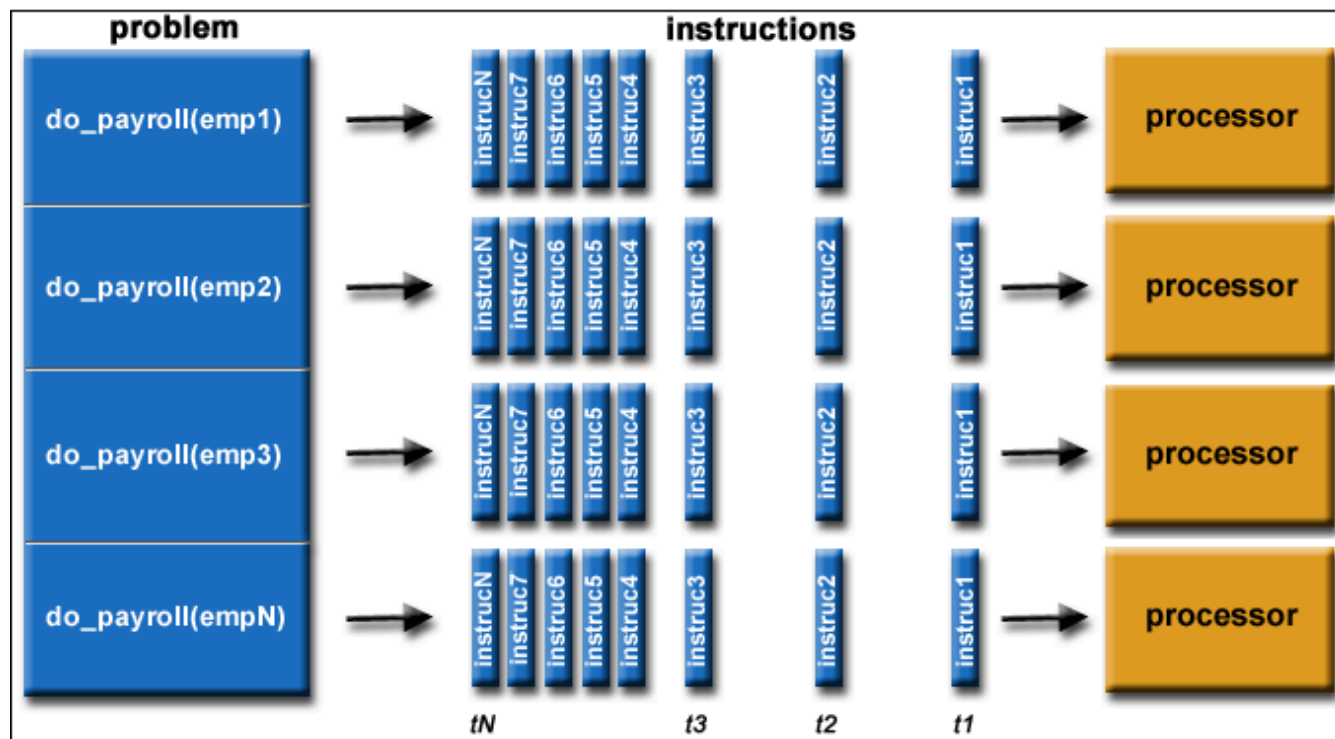 problem
instructions
do_payroll(emp1)
instrucN
instruc7
instruc6
instruc5
instruc4
instruc3
instruc2
instruc1
processor
do_payroll(emp2)
instrucN
instruc7
instruc6
instruc5
instruc4
instruc3
instruc2
instruc1
processor
do_payroll(emp3)
instrucN
instruc7
instruc6
instruc5
instruc4
instruc3
instruc2
instruc1
processor
do_payroll(empN)
instrucN
instruc7
instruc6
instruc5
instruc4
instruc3
instruc2
instruc1
processor
tN
t3
t2
t1